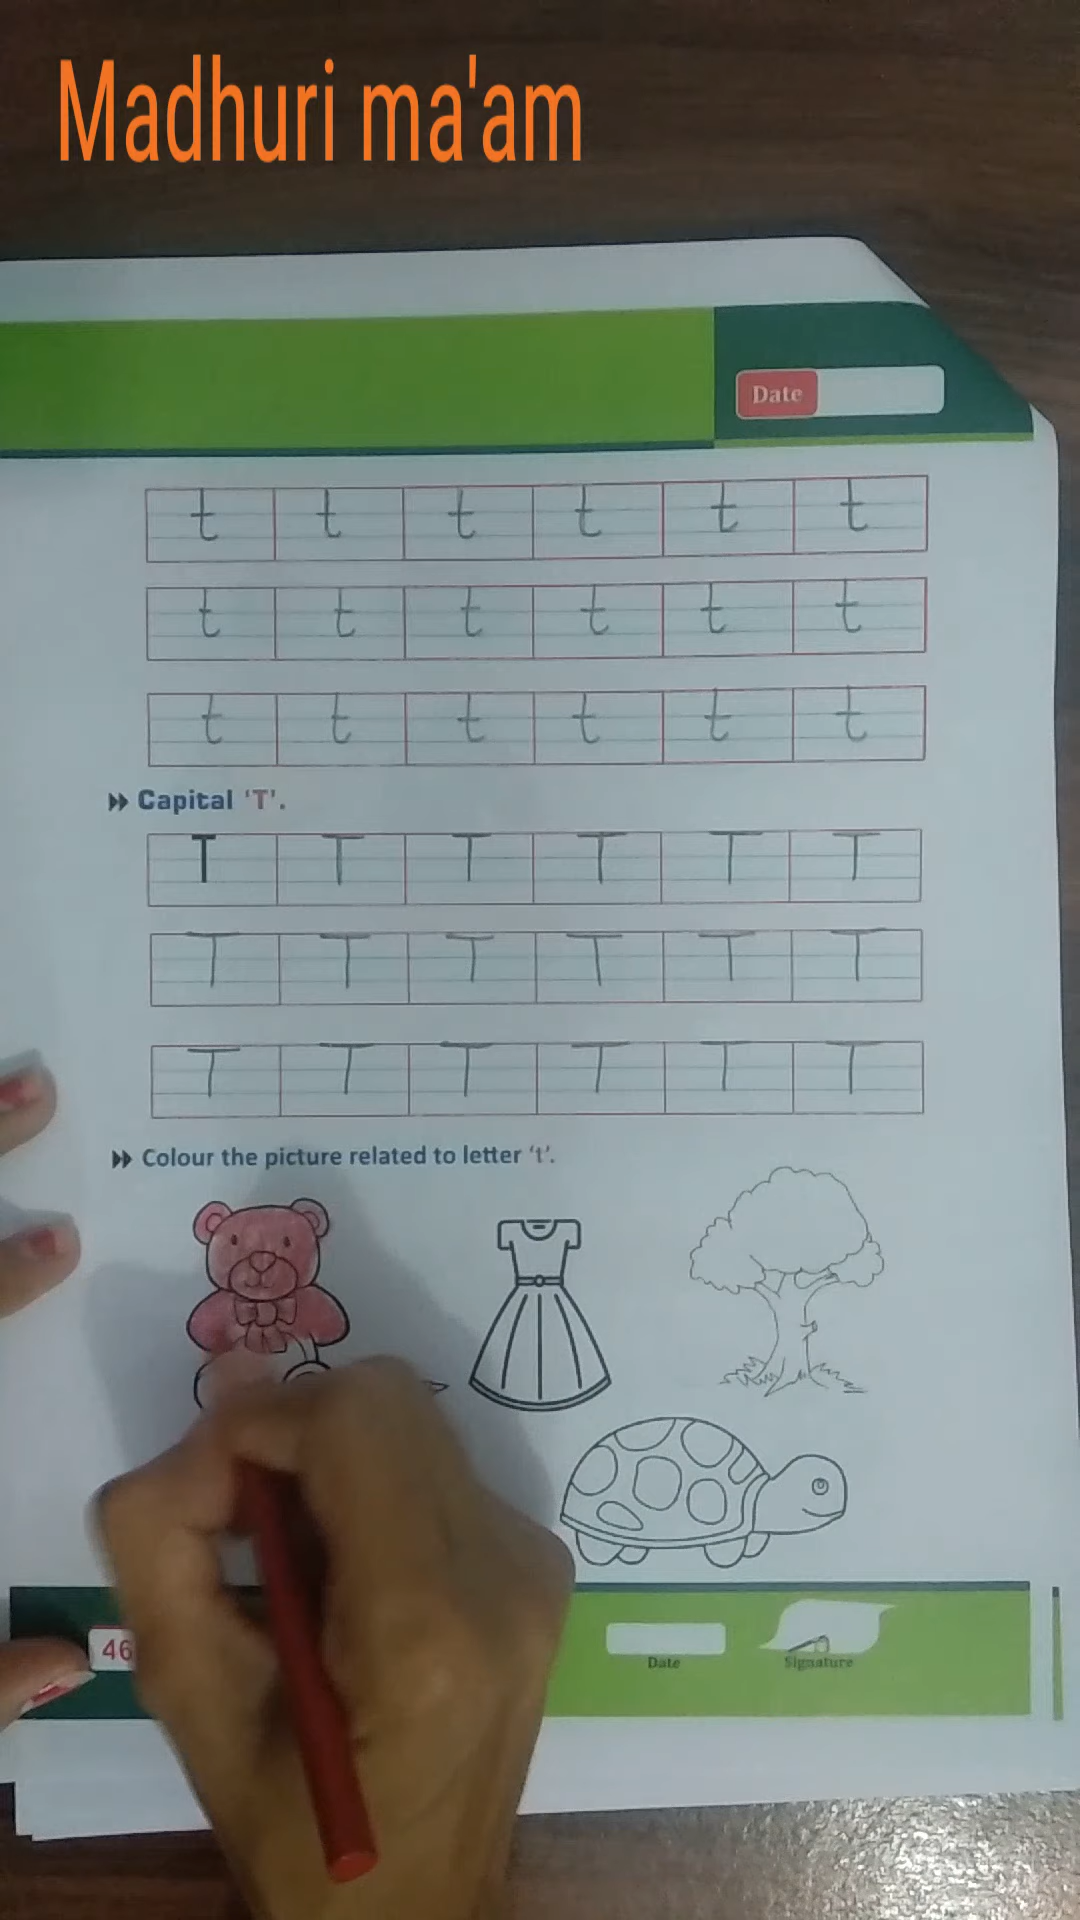 Madhuri ma'am
Date
t t t t t t
t t t t t t
t t t t t t
Capital 'T'.
T T T T T T
T T T T T T
T T T T T T
Colour the picture related to letter 't'.
46
Date
Signature